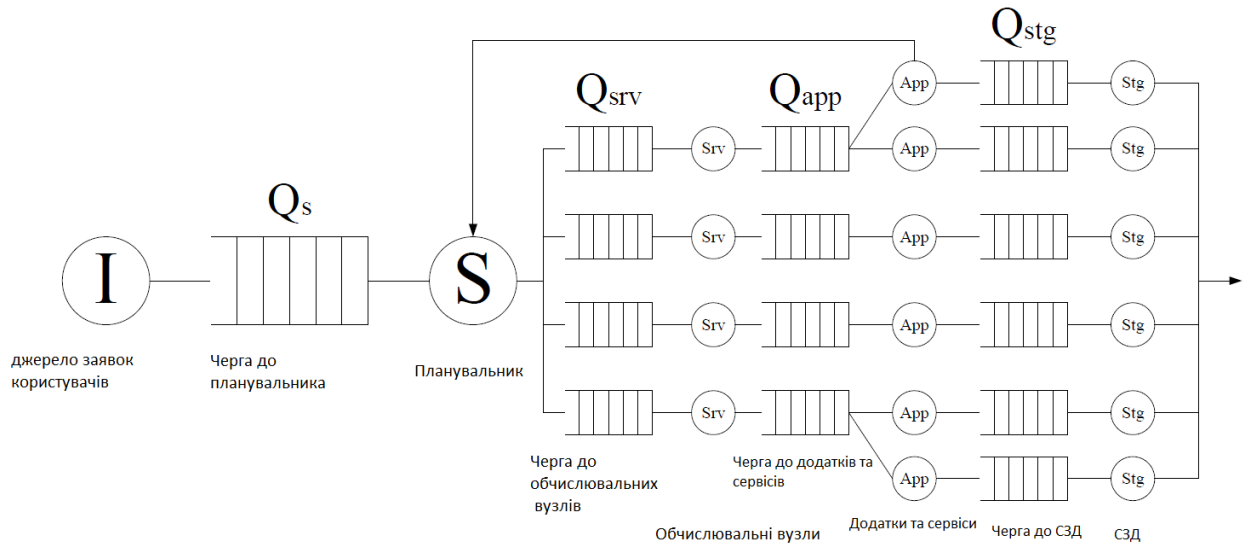 Qstg
Qsrv
Qapp
App
Stg
Srv
App
Stg
Qs
I
S
Srv
App
Stg
Srv
App
Stg
джерело заявок
користувачів
Черга до
планувальника
Планувальник
Srv
App
Stg
App
Stg
Черга до
обчислювальних
вузлів
Черга до додатків та
сервісів
Обчислювальні вузли
Додатки та сервіси
Черга до СЗД
СЗД